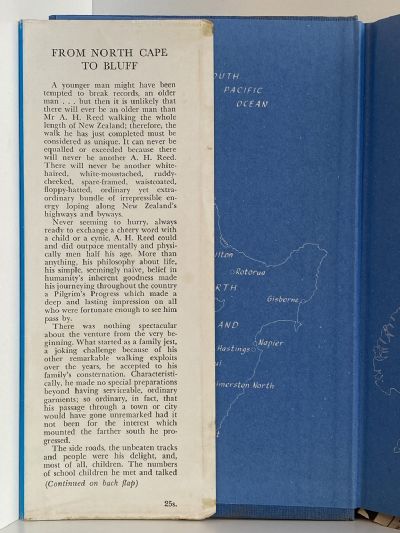 FROM NORTH CAPE
TO BLUFF
A younger man might have been
tempted to break records, an older
man . . . but then it is unlikely that
there will ever be an older man than
Mr A. H. Reed walking the whole
length of New Zealand; therefore, the
walk he has just completed must be
considered as unique. It can never be
equalled or exceeded because there
will never be another A. H. Reed.
There will never be another white-
haired, white-moustached, ruddy-
cheeked, spare-framed, waistcoated,
floppy-hatted, ordinary yet extra-
ordinary bundle of irrepressible en-
ergy loping along New Zealand's
highways and byways.
Never seeming to hurry, always
ready to exchange a cheery word with
a child or a cynic, A. H. Reed could
and did outpace mentally and physi-
cally men half his age. More than
anything, his philosophy about life,
his simple, seemingly naïve, belief in
humanity's inherent goodness made
his journeying throughout the country
a Pilgrim's Progress which made a
deep and lasting impression on all
who were fortunate enough to see him
pass by.
There was nothing spectacular
about the venture from the very be-
ginning. What started as a family jest,
a joking challenge because of his
other remarkable walking exploits
over the years, he accepted to his
family's consternation. Characteristi-
cally, he made no special preparations
beyond having serviceable, ordinary
garments; so ordinary, in fact, that
his passage through a town or city
would have gone unremarked had it
not been for the interest which
mounted the farther south he pro-
gressed.
The side roads, the unbeaten tracks
and people were his delight, and,
most of all, children. The numbers
of school children he met and talked
(Continued on back flap)
25s.
OUTH
PACIFIC
OCEAN
ilton
Rotorua
RTH
Gisborne
AND
Napier
Hastings
ui
lmerston North
t